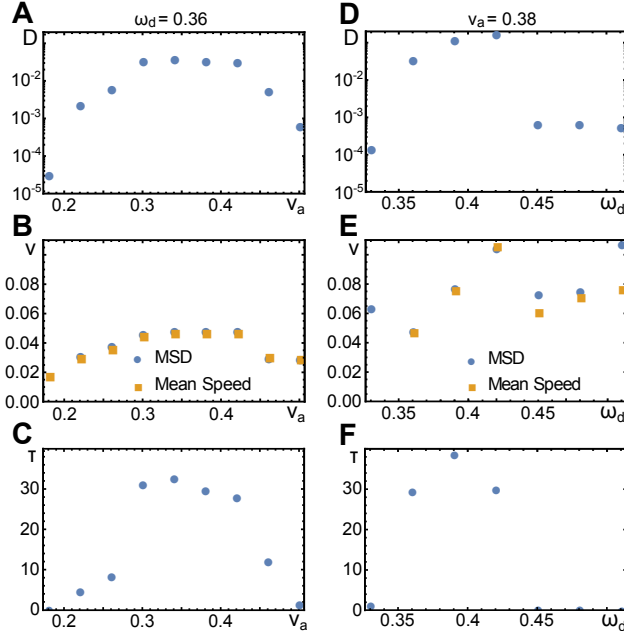 A
ω_d = 0.36
D
10^-2
10^-3
10^-4
10^-5
0.2 0.3 0.4 v_a
D
v_a = 0.38
D
10^-2
10^-3
10^-4
10^-5
0.35 0.4 0.45 ω_d
B
v
0.08
0.06
0.04
0.02
0.00
MSD
Mean Speed
0.2 0.3 0.4 v_a
E
v
0.08
0.06
0.04
0.02
0.00
MSD
Mean Speed
0.35 0.4 0.45 ω_d
C
τ
30
20
10
0
0.2 0.3 0.4 v_a
F
τ
30
20
10
0
0.35 0.4 0.45 ω_d